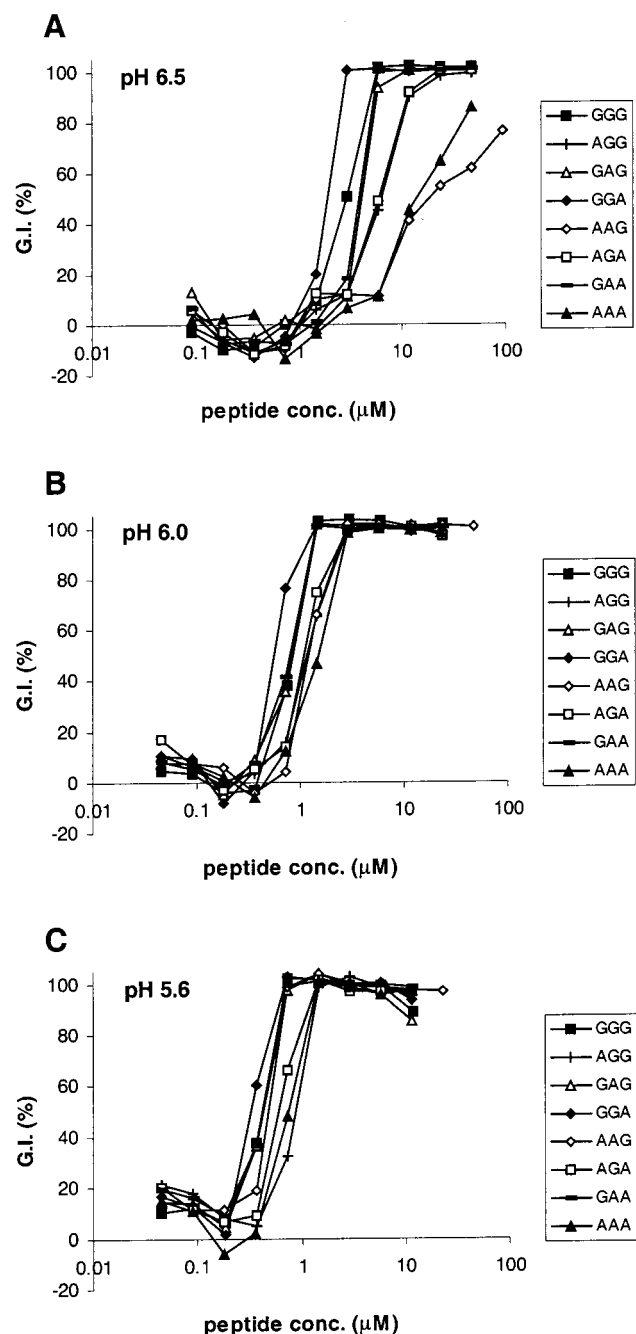 A
pH 6.5
G.I. (%)
100
80
60
40
20
0
-20
0.01
0.1
1
10
100
peptide conc. (μM)
GGG
AGG
GAG
GGA
AAG
AGA
GAA
AAA
B
pH 6.0
G.I. (%)
100
80
60
40
20
0
-20
0.01
0.1
1
10
100
peptide conc. (μM)
GGG
AGG
GAG
GGA
AAG
AGA
GAA
AAA
C
pH 5.6
G.I. (%)
100
80
60
40
20
0
-20
0.01
0.1
1
10
100
peptide conc. (μM)
GGG
AGG
GAG
GGA
AAG
AGA
GAA
AAA